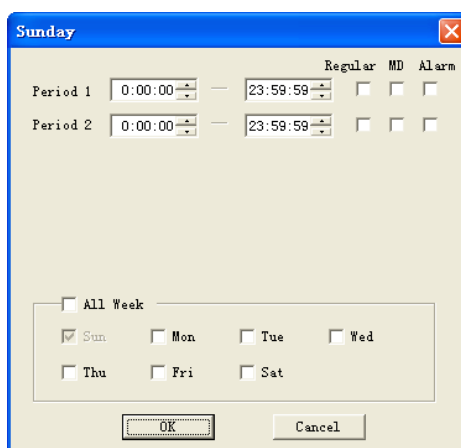 Sunday
Regular MD Alarm
Period 1 0:00:00 — 23:59:59
Period 2 0:00:00 — 23:59:59
All Week
Sun Mon Tue Wed
Thu Fri Sat
OK Cancel